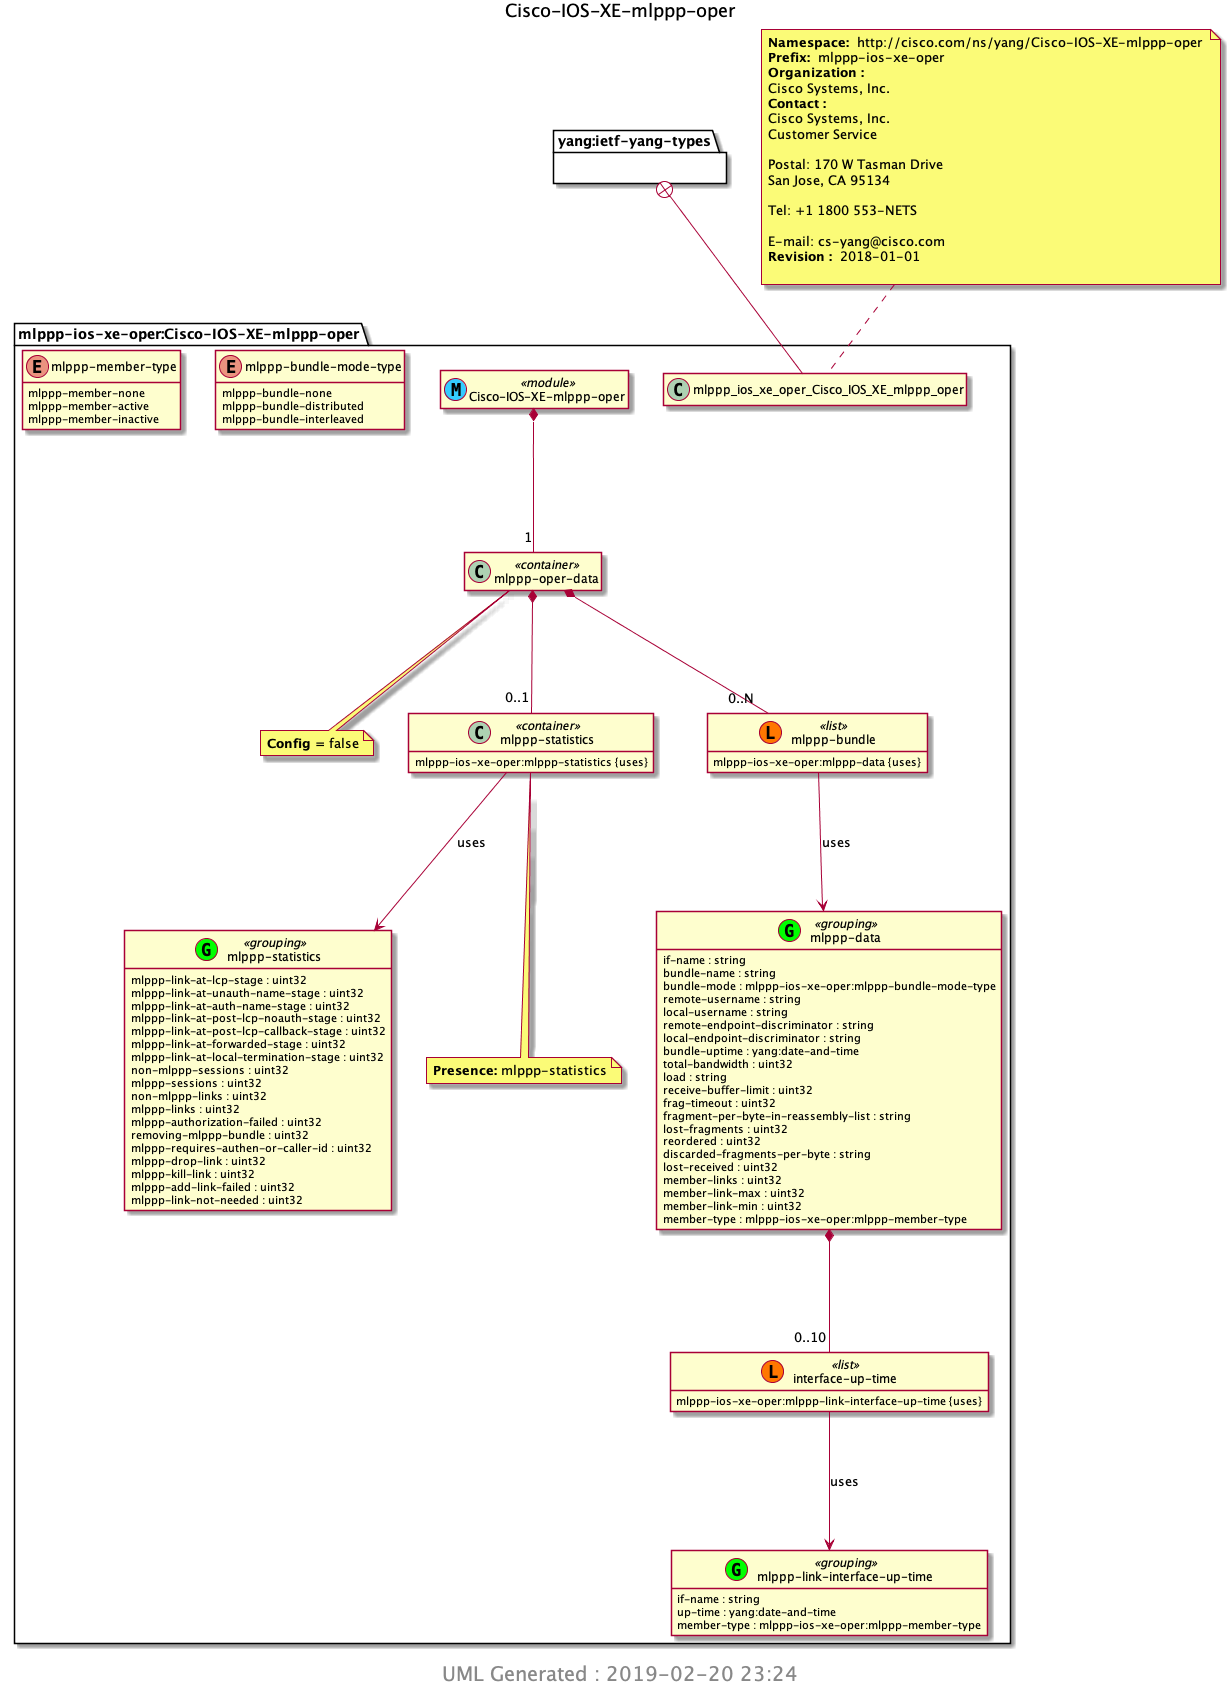 Cisco-IOS-XE-mlppp-oper
Namespace: http://cisco.com/ns/yang/Cisco-IOS-XE-mlppp-oper
Prefix: mlppp-ios-xe-oper
Organization :
Cisco Systems, Inc.
Contact :
Cisco Systems, Inc.
Customer Service
Postal: 170 W Tasman Drive
San Jose, CA 95134
Tel: +1 1800 553-NETS
E-mail: cs-yang@cisco.com
Revision : 2018-01-01
yang:ietf-yang-types
mlppp-ios-xe-oper:Cisco-IOS-XE-mlppp-oper
E mlppp-member-type
mlppp-member-none
mlppp-member-active
mlppp-member-inactive
E mlppp-bundle-mode-type
mlppp-bundle-none
mlppp-bundle-distributed
mlppp-bundle-interleaved
M «module»
Cisco-IOS-XE-mlppp-oper
C mlppp_ios_xe_oper_Cisco_IOS_XE_mlppp_oper
1
C «container»
mlppp-oper-data
0..1
0..N
Config = false
C «container»
mlppp-statistics
mlppp-ios-xe-oper:mlppp-statistics {uses}
L «list»
mlppp-bundle
mlppp-ios-xe-oper:mlppp-data {uses}
uses
uses
G «grouping»
mlppp-statistics
mlppp-link-at-lcp-stage : uint32
mlppp-link-at-unauth-name-stage : uint32
mlppp-link-at-auth-name-stage : uint32
mlppp-link-at-post-lcp-noauth-stage : uint32
mlppp-link-at-post-lcp-callback-stage : uint32
mlppp-link-at-forwarded-stage : uint32
mlppp-link-at-local-termination-stage : uint32
non-mlppp-sessions : uint32
mlppp-sessions : uint32
non-mlppp-links : uint32
mlppp-links : uint32
mlppp-authorization-failed : uint32
removing-mlppp-bundle : uint32
mlppp-requires-authen-or-caller-id : uint32
mlppp-drop-link : uint32
mlppp-kill-link : uint32
mlppp-add-link-failed : uint32
mlppp-link-not-needed : uint32
Presence: mlppp-statistics
G «grouping»
mlppp-data
if-name : string
bundle-name : string
bundle-mode : mlppp-ios-xe-oper:mlppp-bundle-mode-type
remote-username : string
local-username : string
remote-endpoint-discriminator : string
local-endpoint-discriminator : string
bundle-uptime : yang:date-and-time
total-bandwidth : uint32
load : string
receive-buffer-limit : uint32
frag-timeout : uint32
fragment-per-byte-in-reassembly-list : string
lost-fragments : uint32
reordered : uint32
discarded-fragments-per-byte : string
lost-received : uint32
member-links : uint32
member-link-max : uint32
member-link-min : uint32
member-type : mlppp-ios-xe-oper:mlppp-member-type
0..10
L «list»
interface-up-time
mlppp-ios-xe-oper:mlppp-link-interface-up-time {uses}
uses
G «grouping»
mlppp-link-interface-up-time
if-name : string
up-time : yang:date-and-time
member-type : mlppp-ios-xe-oper:mlppp-member-type
UML Generated : 2019-02-20 23:24